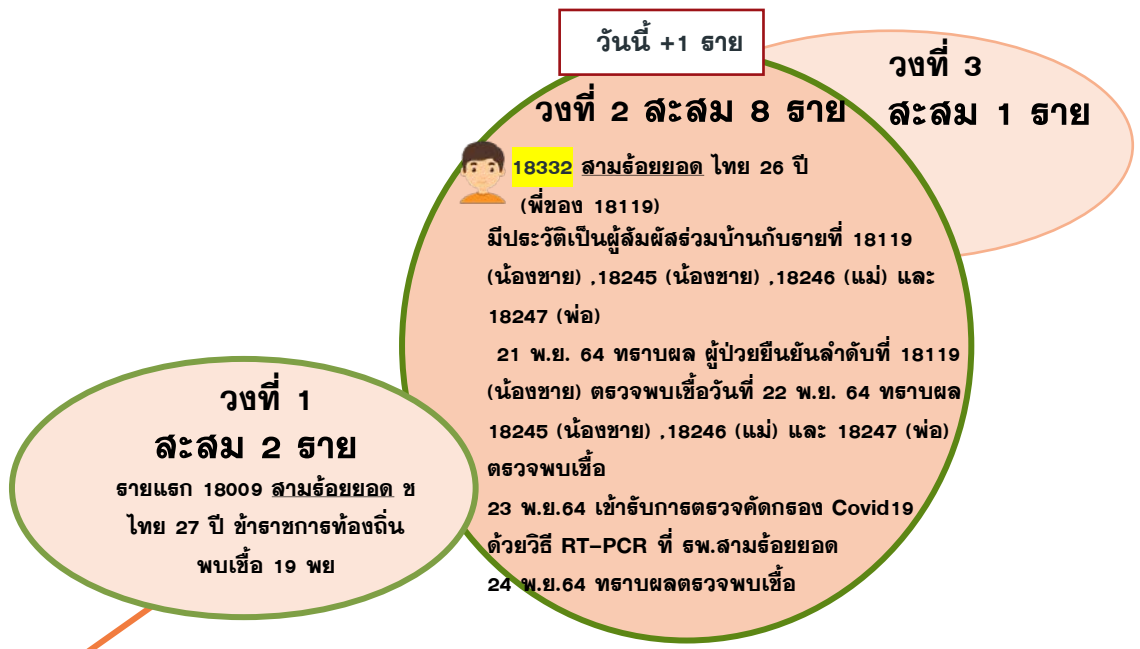 วันนี้ +1 ราย
วงที่ 3
สะสม 1 ราย
วงที่ 2 สะสม 8 ราย
18332 สามร้อยยอด ไทย 26 ปี
(พี่ของ 18119)
มีประวัติเป็นผู้สัมผัสร่วมบ้านกับรายที่ 18119
(น้องชาย) ,18245 (น้องชาย) ,18246 (แม่) และ
18247 (พ่อ)
21 พ.ย. 64 ทราบผล ผู้ป่วยยืนยันลำดับที่ 18119
(น้องชาย) ตรวจพบเชื้อวันที่ 22 พ.ย. 64 ทราบผล
18245 (น้องชาย) ,18246 (แม่) และ 18247 (พ่อ)
ตรวจพบเชื้อ
23 พ.ย.64 เข้ารับการตรวจคัดกรอง Covid19
ด้วยวิธี RT-PCR ที่ รพ.สามร้อยยอด
24 พ.ย.64 ทราบผลตรวจพบเชื้อ
วงที่ 1
สะสม 2 ราย
รายแรก 18009 สามร้อยยอด ช
ไทย 27 ปี ข้าราชการท้องถิ่น
พบเชื้อ 19 พย